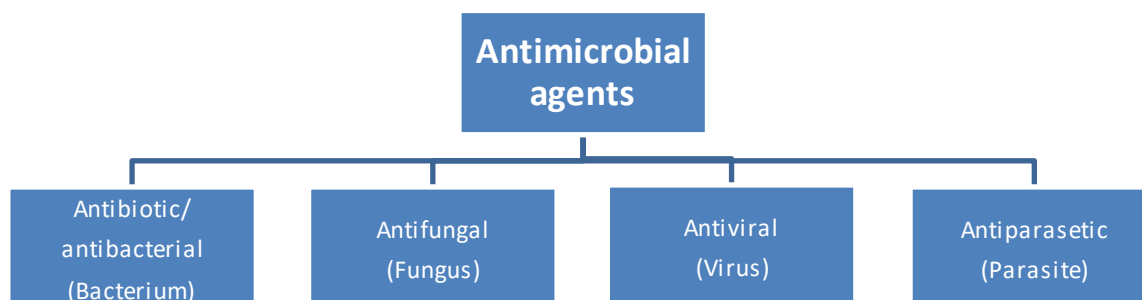 Antimicrobial
agents
Antibiotic/
antibacterial
(Bacterium)
Antifungal
(Fungus)
Antiviral
(Virus)
Antiparasetic
(Parasite)